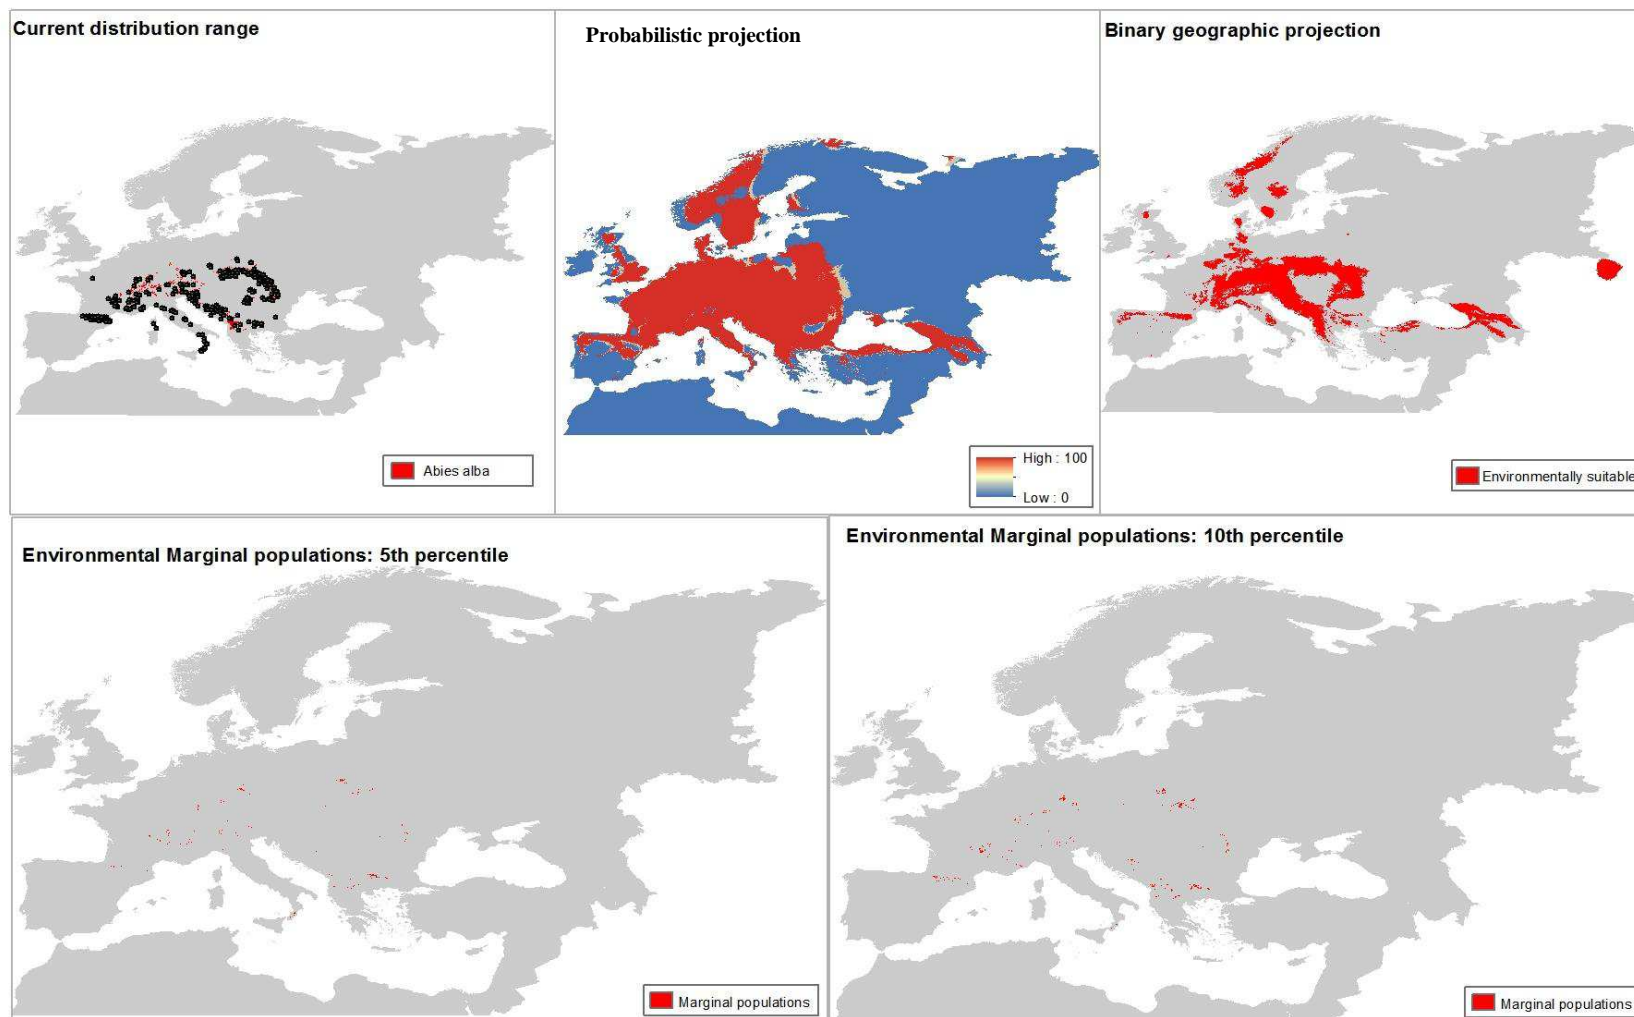 Current distribution range
Probabilistic projection
Binary geographic projection
Abies alba
High : 100
Low : 0
Environmentally suitable
Environmental Marginal populations: 5th percentile
Environmental Marginal populations: 10th percentile
Marginal populations
Marginal populations